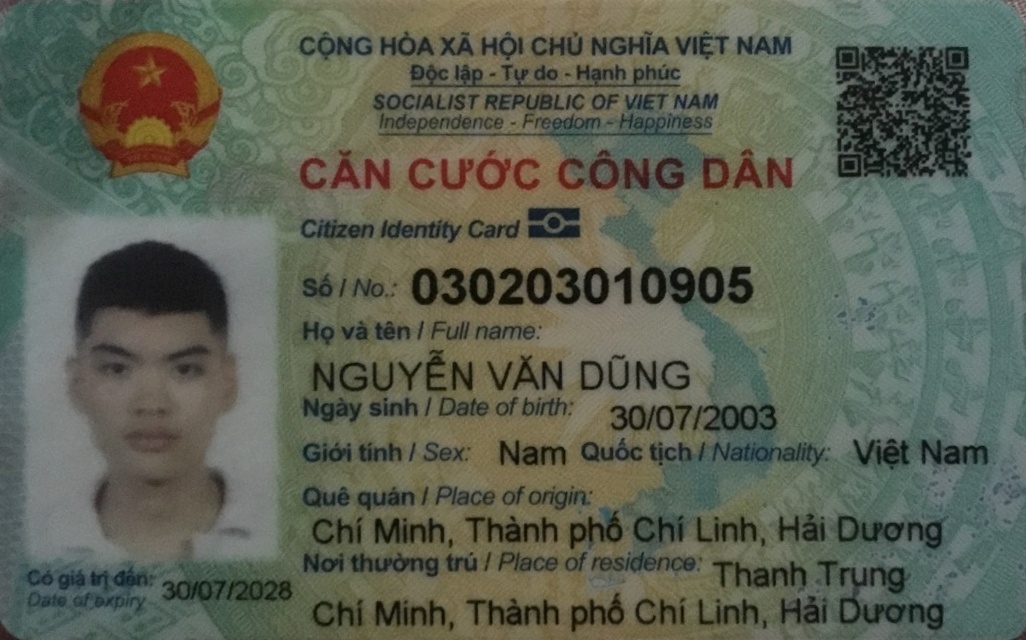 CỘNG HÒA XÃ HỘI CHỦ NGHĨA VIỆT NAM
Độc lập - Tự do - Hạnh phúc
SOCIALIST REPUBLIC OF VIET NAM
Independence - Freedom - Happiness
CĂN CƯỚC CÔNG DÂN
Citizen Identity Card
Số / No.: 030203010905
Họ và tên / Full name:
NGUYỄN VĂN DŨNG
Ngày sinh / Date of birth: 30/07/2003
Giới tính / Sex: Nam Quốc tịch / Nationality: Việt Nam
Quê quán / Place of origin:
Chí Minh, Thành phố Chí Linh, Hải Dương
Nơi thường trú / Place of residence: Thanh Trung
Chí Minh, Thành phố Chí Linh, Hải Dương
Có giá trị đến: 30/07/2028
Date of expiry